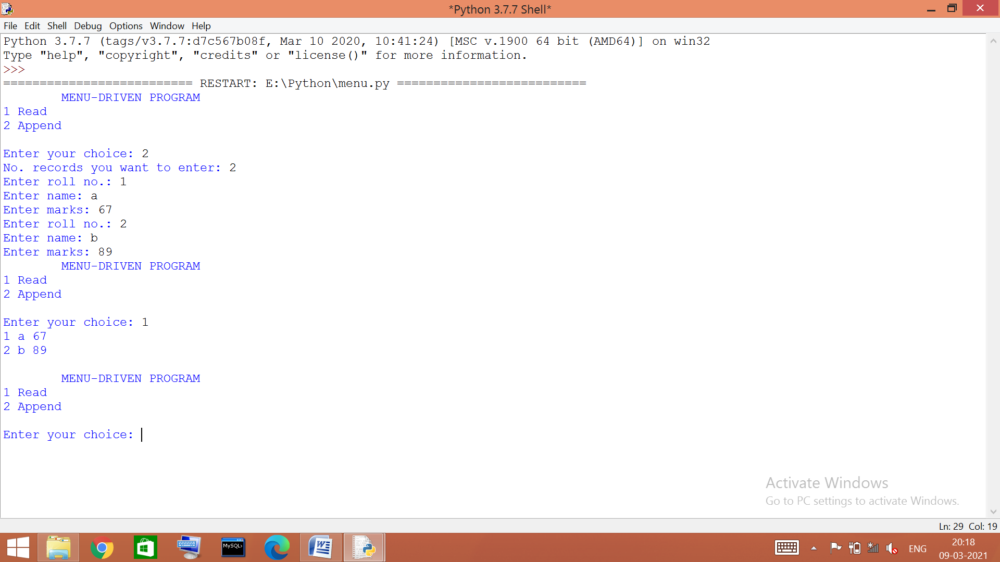 *Python 3.7.7 Shell*
File Edit Shell Debug Options Window Help
Python 3.7.7 (tags/v3.7.7:d7c567b08f, Mar 10 2020, 10:41:24) [MSC v.1900 64 bit (AMD64)] on win32
Type "help", "copyright", "credits" or "license()" for more information.
>>>
========================== RESTART: E:\Python\menu.py ==========================
MENU-DRIVEN PROGRAM
1 Read
2 Append
Enter your choice: 2
No. records you want to enter: 2
Enter roll no.: 1
Enter name: a
Enter marks: 67
Enter roll no.: 2
Enter name: b
Enter marks: 89
MENU-DRIVEN PROGRAM
1 Read
2 Append
Enter your choice: 1
1 a 67
2 b 89
MENU-DRIVEN PROGRAM
1 Read
2 Append
Enter your choice:
Activate Windows
Go to PC settings to activate Windows.
Ln: 29 Col: 19
MySQL>
W
ENG
20:18
09-03-2021